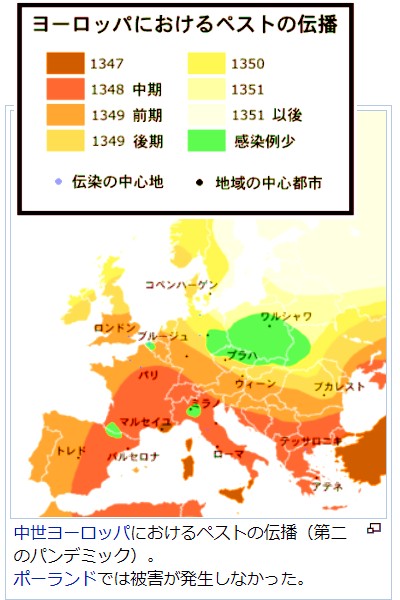 ヨーロッパにおけるペストの伝播
1347 1350
1348 中期 1351
1349 前期 1351 以後
1349 後期 感染例少
伝染の中心地 地域の中心都市
コペンハーゲン
ワルシャワ
ロンドン
ブルージュ
プラハ
パリ
ウィーン
ブカレスト
ミラノ
マルセイユ
テッサロニキ
トレド
バルセロナ
ローマ
アテネ
中世ヨーロッパにおけるペストの伝播(第二
のパンデミック)。
ポーランドでは被害が発生しなかった。